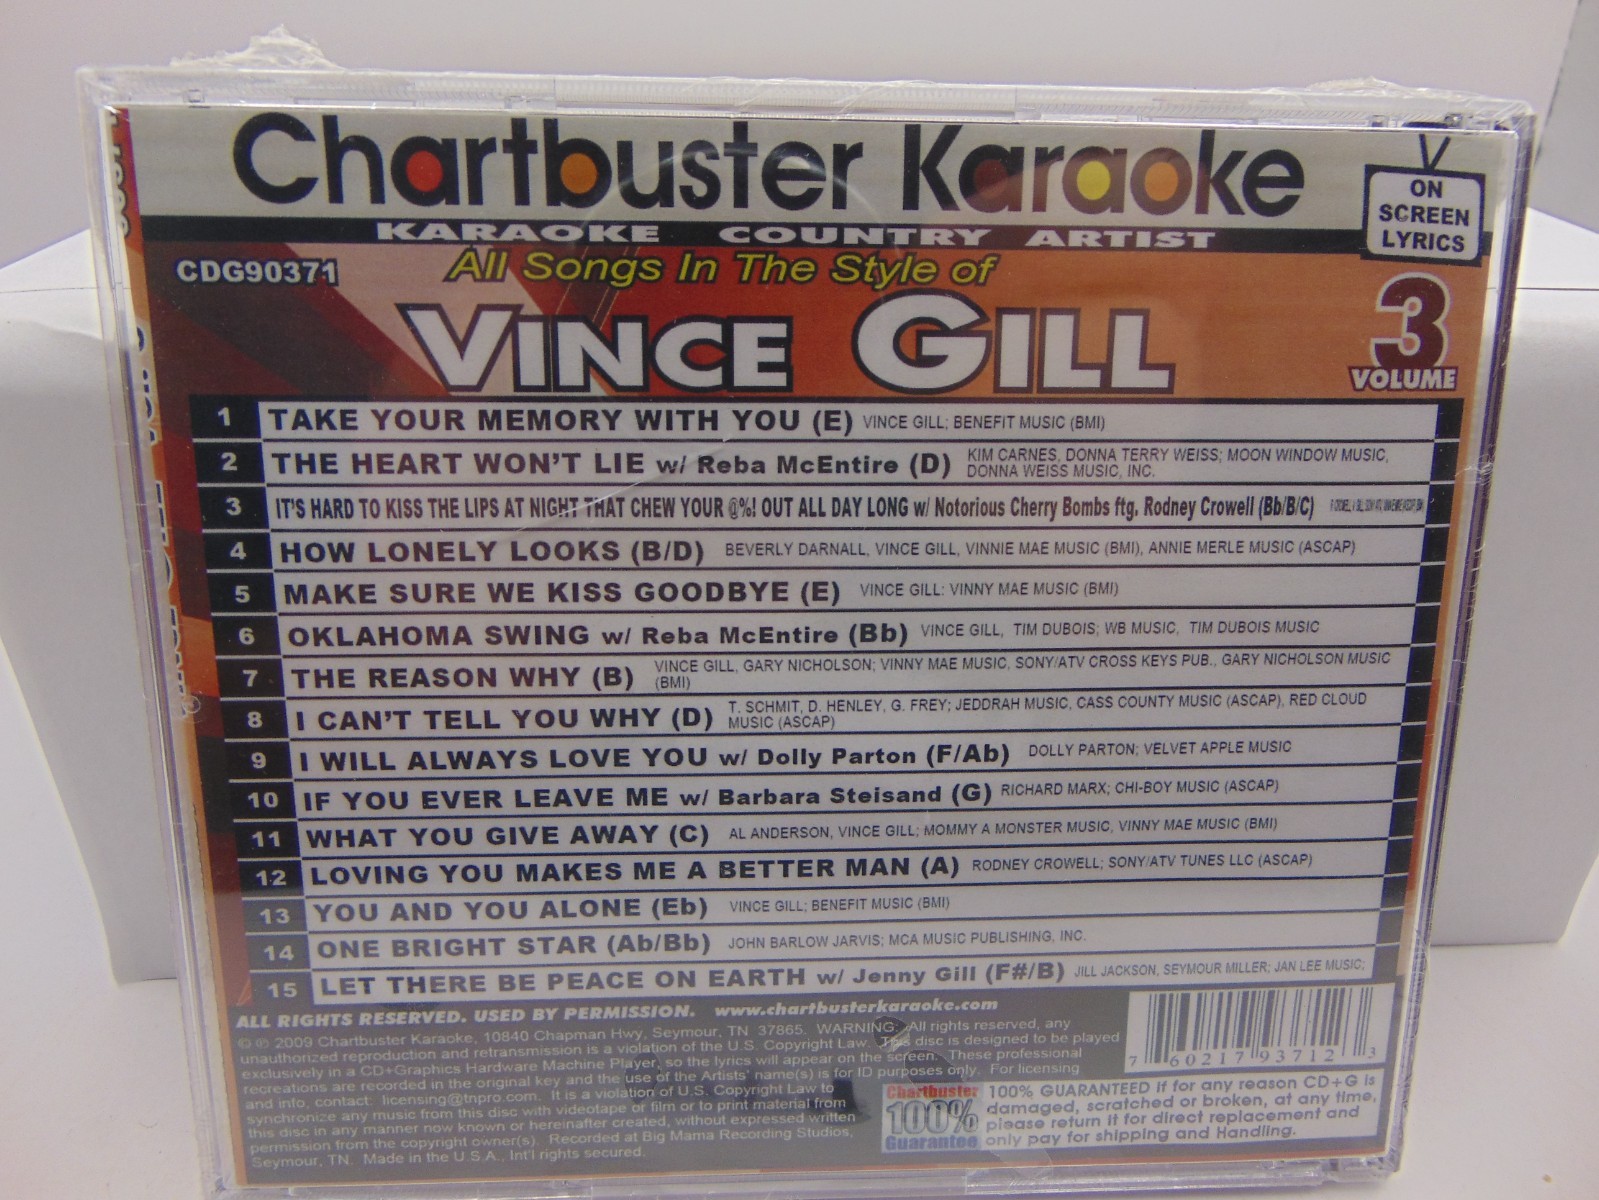 Chartbuster Karaoke
ON
SCREEN
LYRICS
KARAOKE COUNTRY ARTIST
CDG90371
All Songs In The Style of
VINCE GILL
3
VOLUME
1 TAKE YOUR MEMORY WITH YOU (E) VINCE GILL; BENEFIT MUSIC (BMI)
2 THE HEART WON'T LIE w/ Reba McEntire (D) KIM CARNES, DONNA TERRY WEISS; MOON WINDOW MUSIC,
DONNA WEISS MUSIC, INC.
3 IT'S HARD TO KISS THE LIPS AT NIGHT THAT CHEW YOUR @%! OUT ALL DAY LONG w/ Notorious Cherry Bombs ftg. Rodney Crowell (Bb/B/C)
4 HOW LONELY LOOKS (B/D) BEVERLY DARNALL, VINCE GILL, VINNIE MAE MUSIC (BMI), ANNIE MERLE MUSIC (ASCAP)
5 MAKE SURE WE KISS GOODBYE (E) VINCE GILL: VINNY MAE MUSIC (BMI)
6 OKLAHOMA SWING w/ Reba McEntire (Bb) VINCE GILL, TIM DUBOIS; WB MUSIC, TIM DUBOIS MUSIC
7 THE REASON WHY (B) VINCE GILL, GARY NICHOLSON; VINNY MAE MUSIC, SONY/ATV CROSS KEYS PUB., GARY NICHOLSON MUSIC
(BMI)
8 I CAN'T TELL YOU WHY (D) T. SCHMIT, D. HENLEY, G. FREY; JEDDRAH MUSIC, CASS COUNTY MUSIC (ASCAP), RED CLOUD
MUSIC (ASCAP)
9 I WILL ALWAYS LOVE YOU w/ Dolly Parton (F/Ab) DOLLY PARTON; VELVET APPLE MUSIC
10 IF YOU EVER LEAVE ME w/ Barbara Steisand (G) RICHARD MARX; CHI-BOY MUSIC (ASCAP)
11 WHAT YOU GIVE AWAY (C) AL ANDERSON, VINCE GILL; MOMMY A MONSTER MUSIC, VINNY MAE MUSIC (BMI)
12 LOVING YOU MAKES ME A BETTER MAN (A) RODNEY CROWELL; SONY/ATV TUNES LLC (ASCAP)
13 YOU AND YOU ALONE (Eb) VINCE GILL; BENEFIT MUSIC (BMI)
14 ONE BRIGHT STAR (Ab/Bb) JOHN BARLOW JARVIS; MCA MUSIC PUBLISHING, INC.
15 LET THERE BE PEACE ON EARTH w/ Jenny Gill (F#/B) JILL JACKSON, SEYMOUR MILLER; JAN LEE MUSIC;
ALL RIGHTS RESERVED. USED BY PERMISSION. www.chartbusterkaraoke.com
© ℗ 2009 Chartbuster Karaoke, 10840 Chapman Hwy, Seymour, TN 37865. WARNING: All rights reserved, any
unauthorized reproduction and retransmission is a violation of the U.S. Copyright Law. This disc is designed to be played
exclusively in a CD+Graphics Hardware Machine Player, so the lyrics will appear on the screen. These professional
recreations are recorded in the original key and the use of the Artists' name(s) is for ID purposes only. For licensing
and info, contact: licensing@tnpro.com. It is a violation of U.S. Copyright Law to
synchronize any music from this disc with videotape or film or to print material from
this disc in any manner now known or hereinafter created, without expressed written
permission from the copyright owner(s). Recorded at Big Mama Recording Studios,
Seymour, TN. Made in the U.S.A., Int'l rights secured.
7 60217 93712 3
Chartbuster
100%
Guarantee
100% GUARANTEED If for any reason CD+G is
damaged, scratched or broken, at any time,
please return it for direct replacement and
only pay for shipping and Handling.